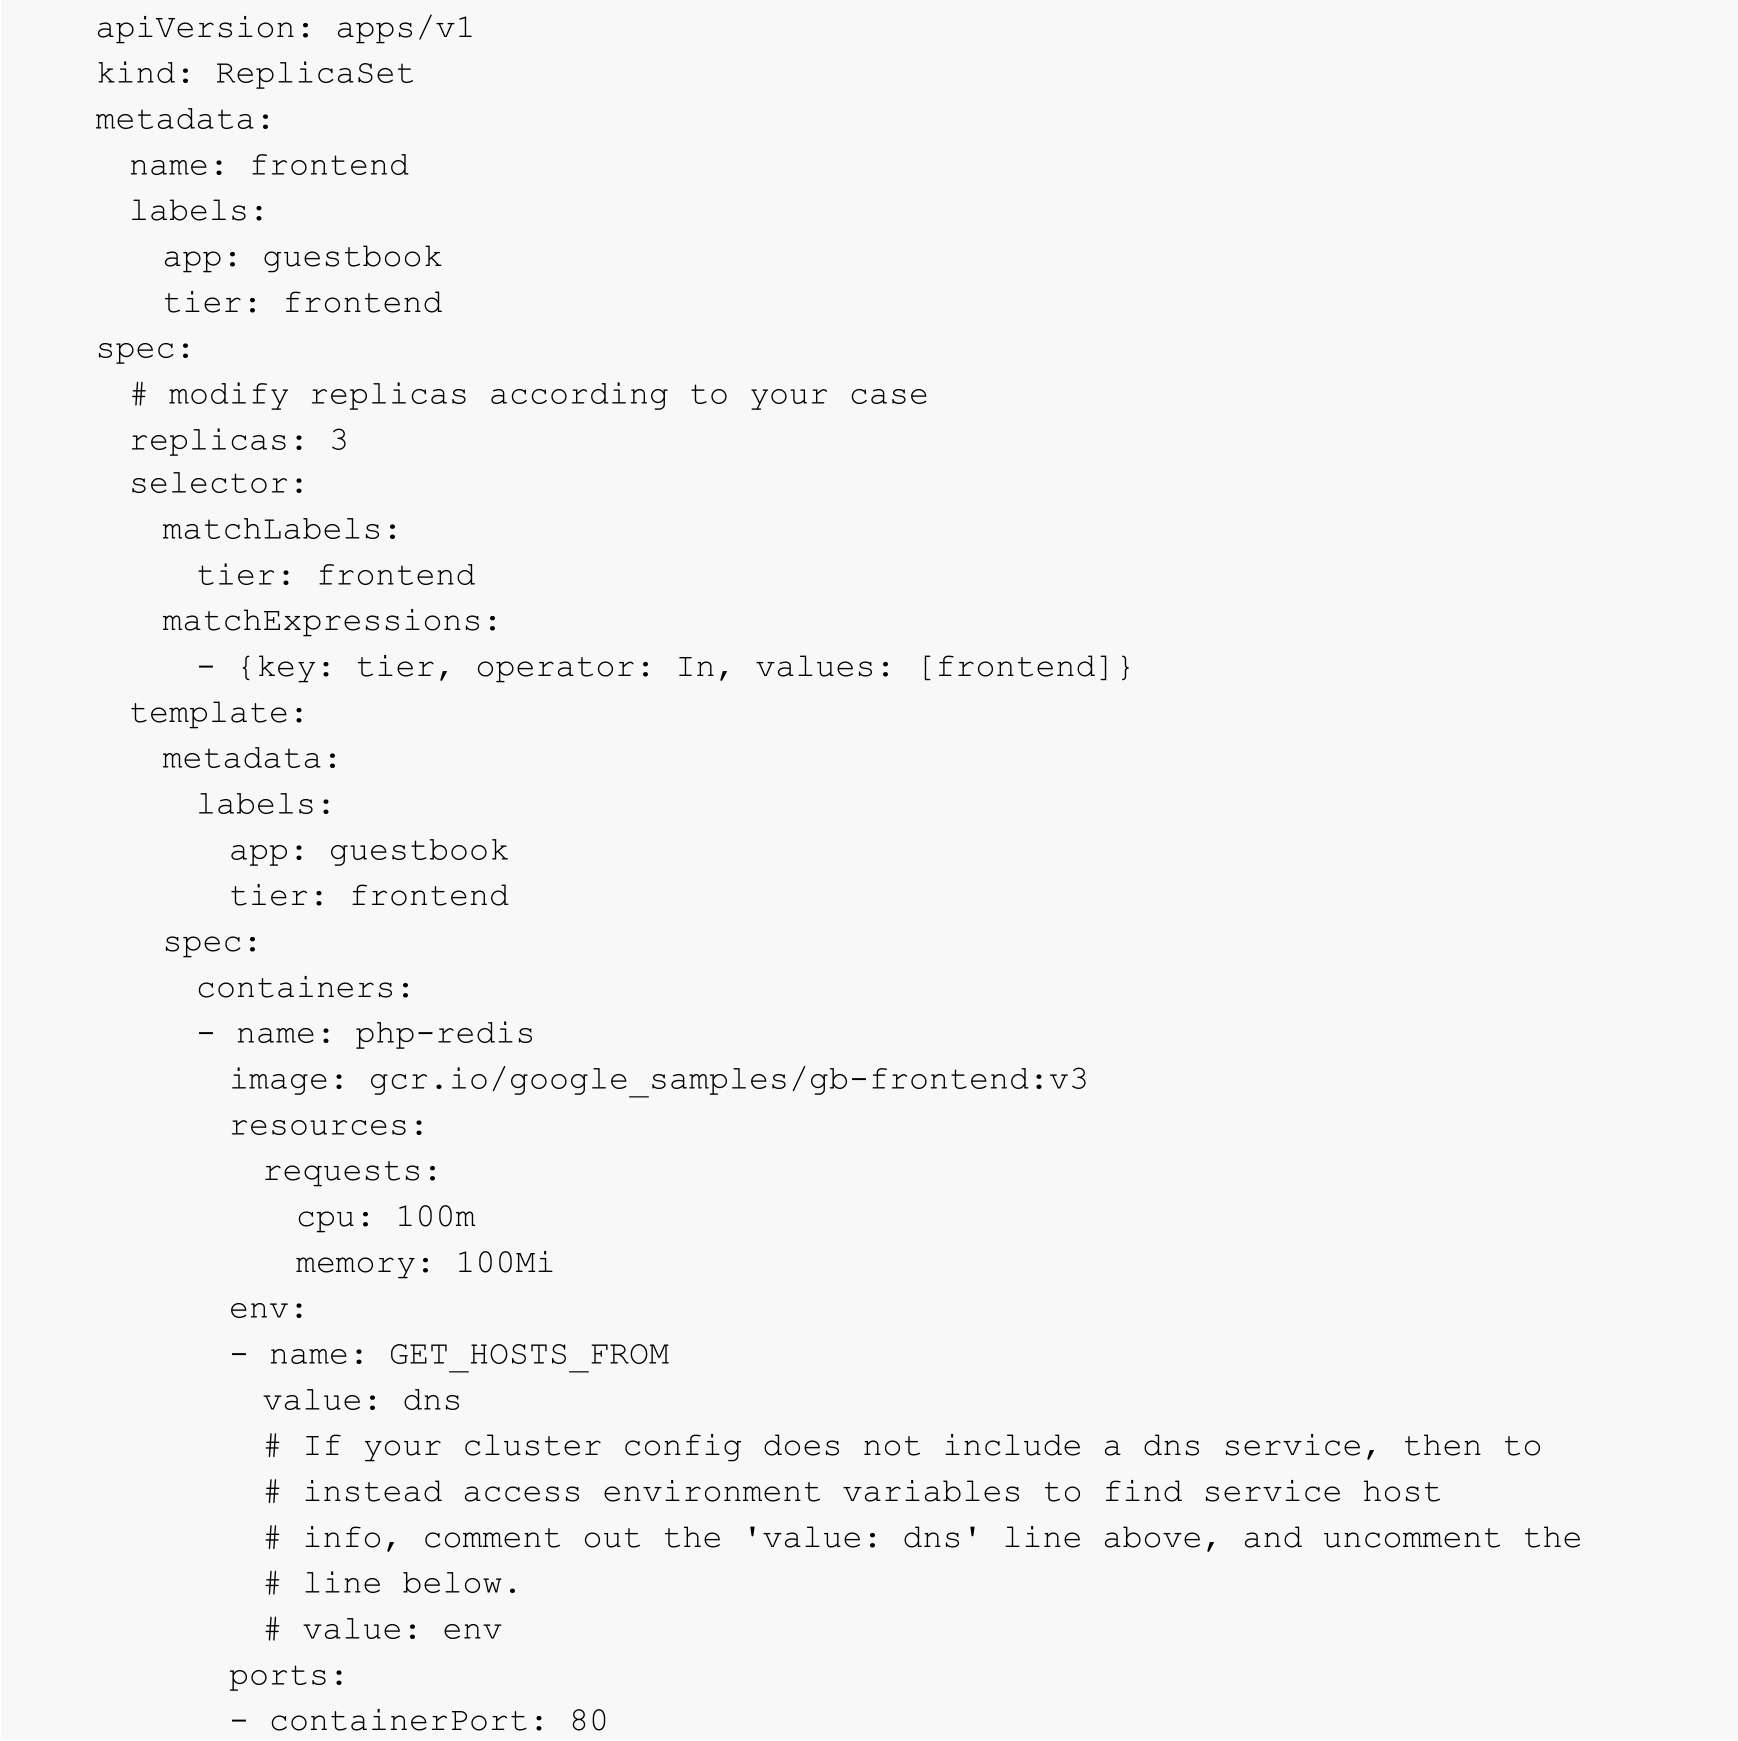 apiVersion: apps/v1
kind: ReplicaSet
metadata:
  name: frontend
  labels:
    app: guestbook
    tier: frontend
spec:
  # modify replicas according to your case
  replicas: 3
  selector:
    matchLabels:
      tier: frontend
    matchExpressions:
      - {key: tier, operator: In, values: [frontend]}
  template:
    metadata:
      labels:
        app: guestbook
        tier: frontend
    spec:
      containers:
      - name: php-redis
        image: gcr.io/google_samples/gb-frontend:v3
        resources:
          requests:
            cpu: 100m
            memory: 100Mi
        env:
        - name: GET_HOSTS_FROM
          value: dns
          # If your cluster config does not include a dns service, then to
          # instead access environment variables to find service host
          # info, comment out the 'value: dns' line above, and uncomment the
          # line below.
          # value: env
        ports:
        - containerPort: 80